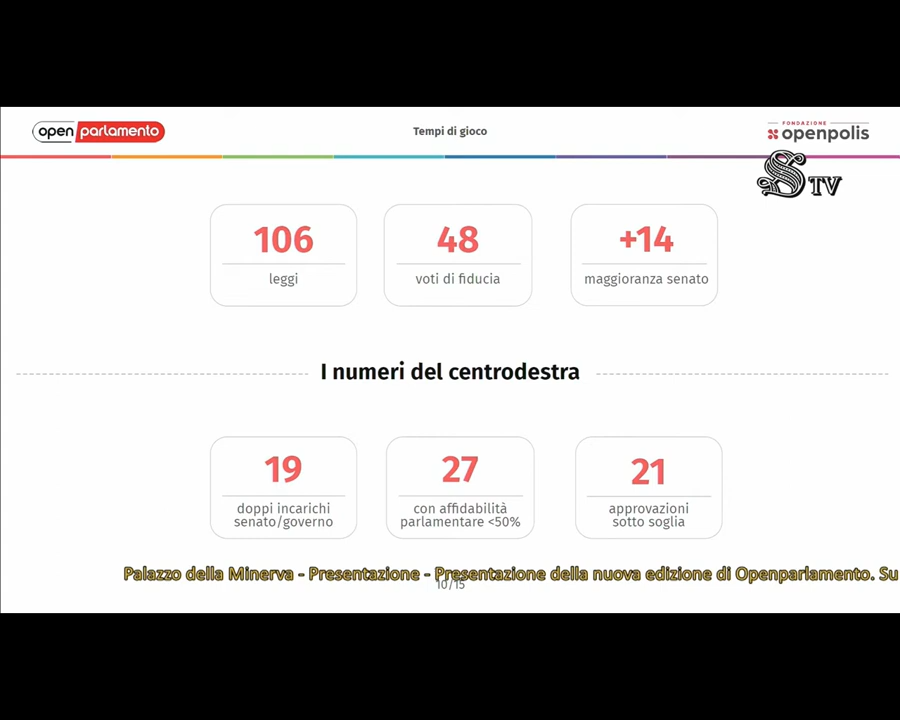 open parlamento
Tempi di gioco
FONDAZIONE
openpolis
STV
106
leggi
48
voti di fiducia
+14
maggioranza senato
I numeri del centrodestra
19
doppi incarichi
senato/governo
27
con affidabilità
parlamentare <50%
21
approvazioni
sotto soglia
Palazzo della Minerva - Presentazione - Presentazione della nuova edizione di Openparlamento. Su
10/15